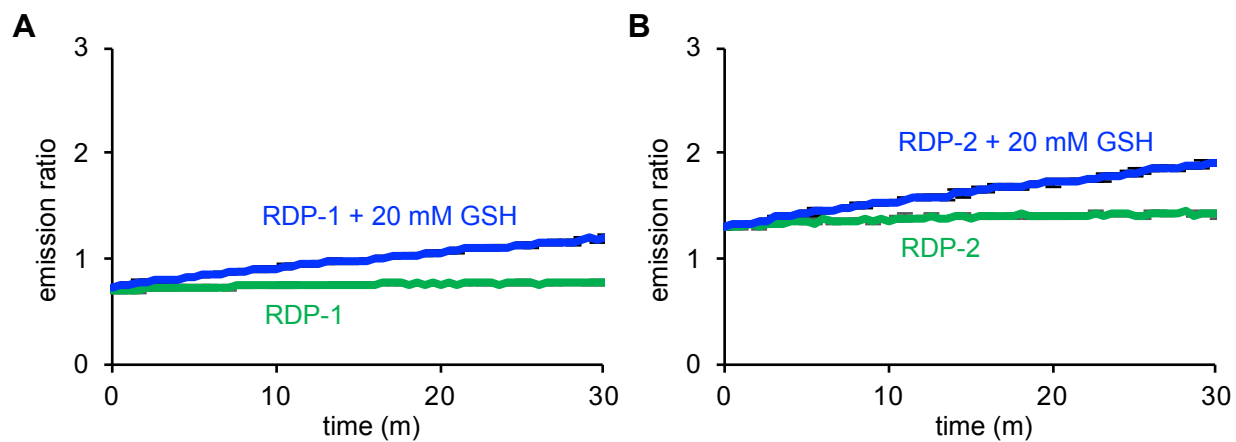 A
3
2
1
0
emission ratio
RDP-1 + 20 mM GSH
RDP-1
0
10
20
30
time (m)
B
3
2
1
0
emission ratio
RDP-2 + 20 mM GSH
RDP-2
0
10
20
30
time (m)